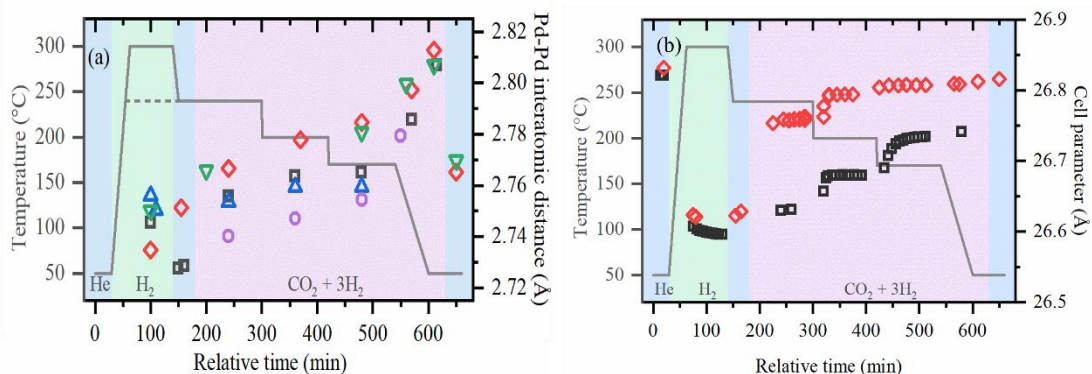 (a)
300
250
200
150
100
50
Temperature (°C)
He
H₂
CO₂ + 3H₂
2.82
2.80
2.78
2.76
2.74
2.72
Pd-Pd interatomic distance (Å)
0 100 200 300 400 500 600
Relative time (min)
(b)
300
250
200
150
100
50
Temperature (°C)
He
H₂
CO₂ + 3H₂
26.9
26.8
26.7
26.6
26.5
Cell parameter (Å)
0 100 200 300 400 500 600
Relative time (min)